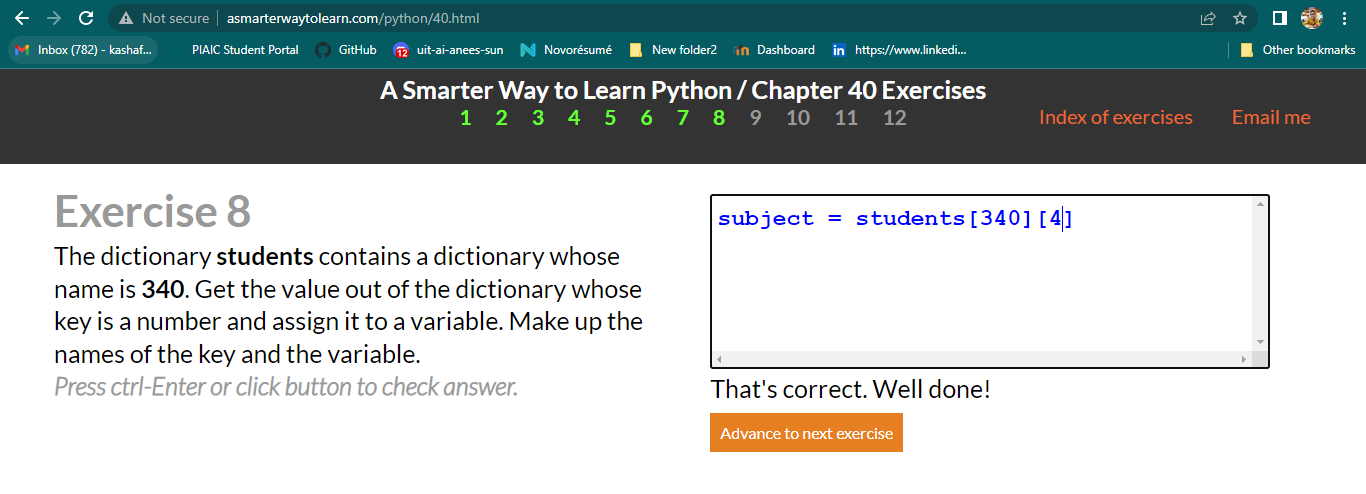 Not secure | asmarterwaytolearn.com/python/40.html
Inbox (782) - kashaf... PIAIC Student Portal GitHub 12 uit-ai-anees-sun Novorésumé New folder2 Dashboard in https://www.linkedi... Other bookmarks
A Smarter Way to Learn Python / Chapter 40 Exercises
1 2 3 4 5 6 7 8 9 10 11 12 Index of exercises Email me
Exercise 8
The dictionary students contains a dictionary whose
name is 340. Get the value out of the dictionary whose
key is a number and assign it to a variable. Make up the
names of the key and the variable.
Press ctrl-Enter or click button to check answer.
subject = students[340][4]
That's correct. Well done!
Advance to next exercise